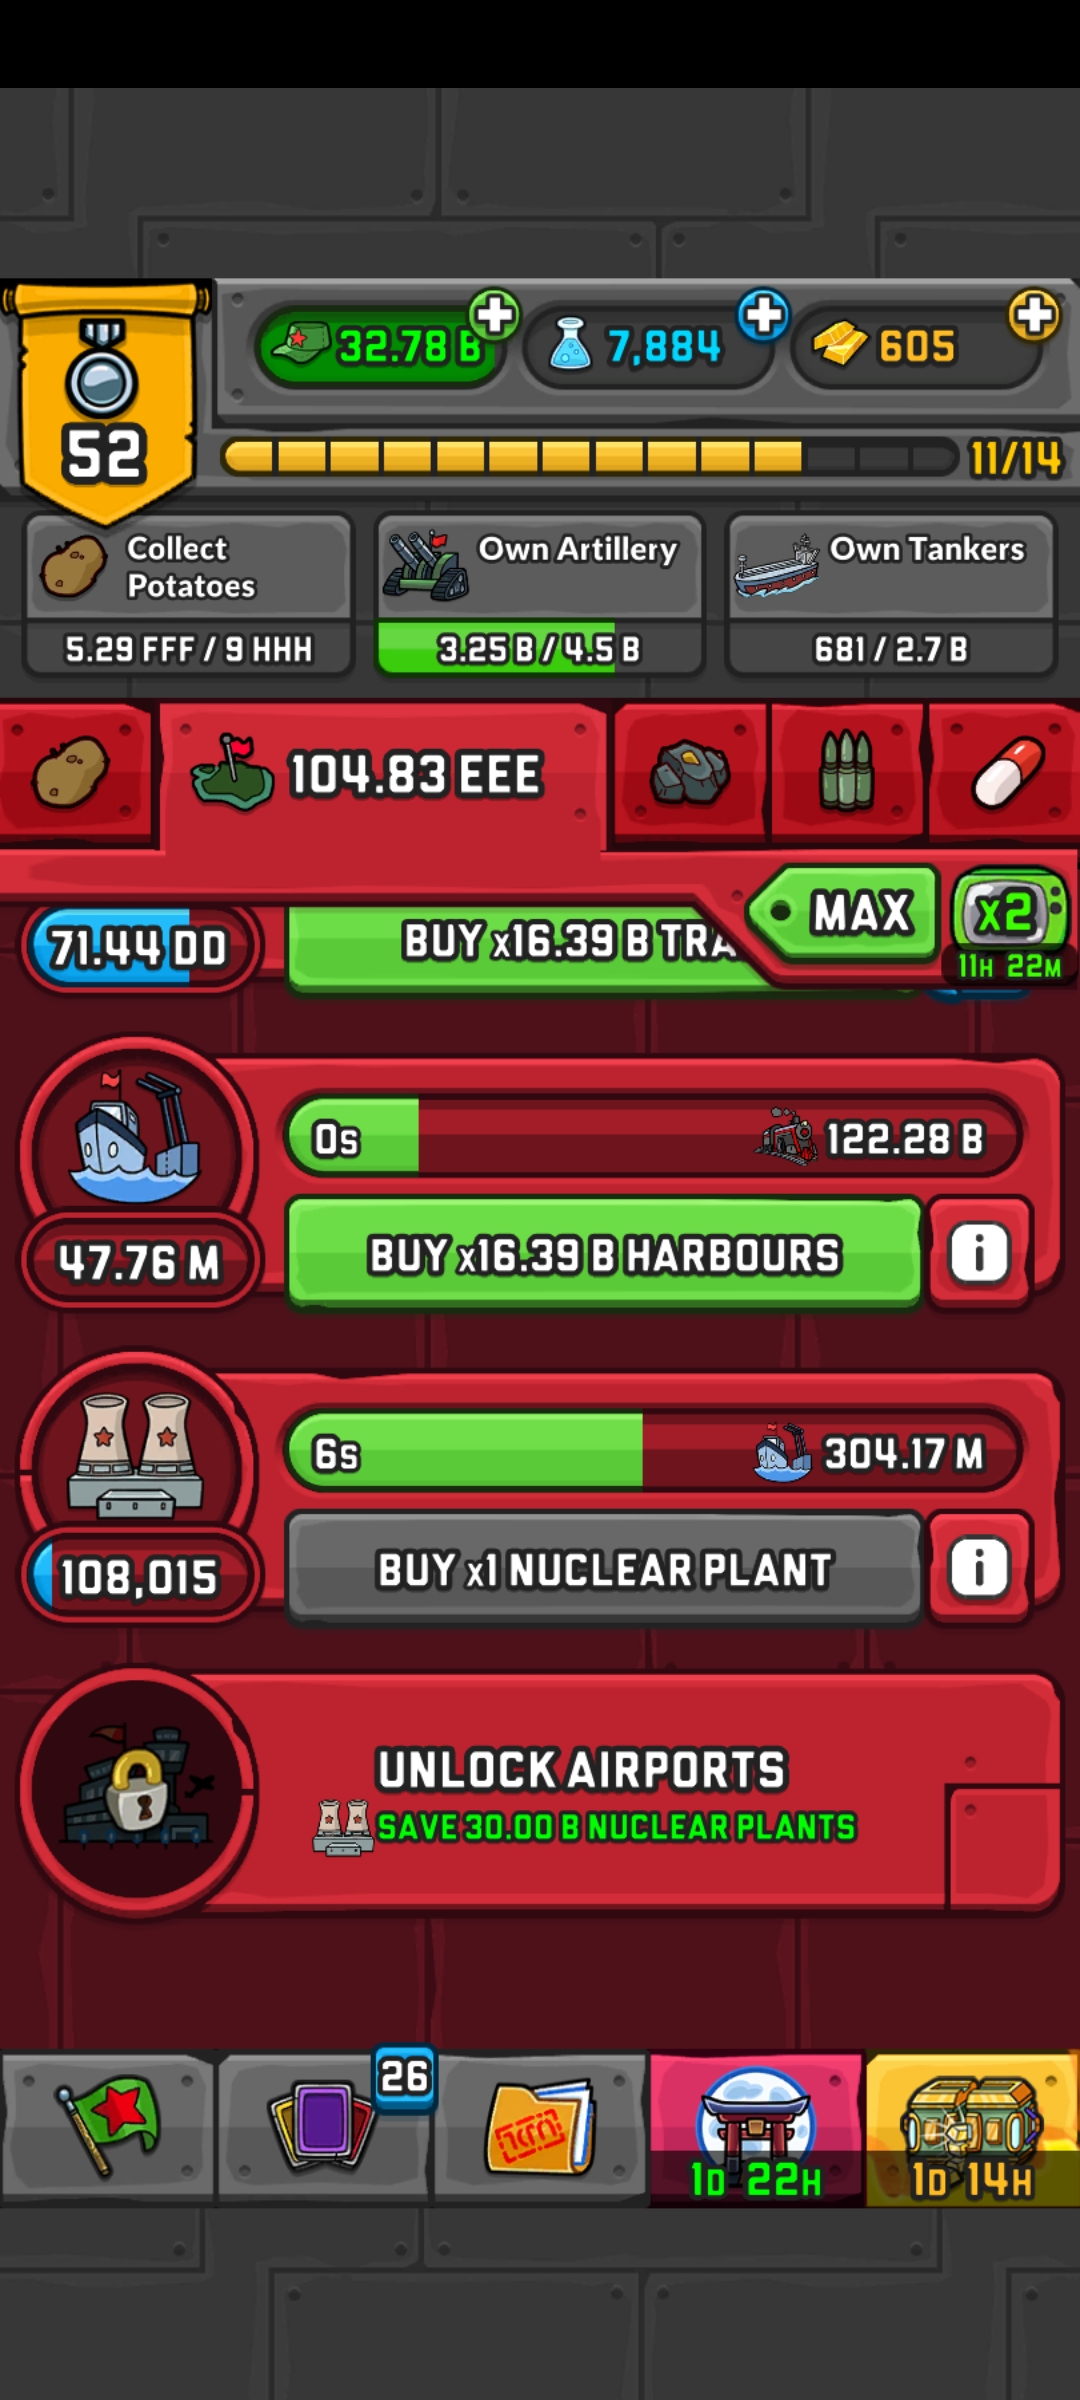 32.78 B
7,884
605
52
11/14
Collect
Potatoes
5.29 FFF / 9 HHH
Own Artillery
3.25 B / 4.5 B
Own Tankers
681 / 2.7 B
104.83 EEE
MAX
x2
11H 22M
71.44 DD
BUY x16.39 B TRA
0s
122.28 B
47.76 M
BUY x16.39 B HARBOURS
i
6s
304.17 M
108,015
BUY x1 NUCLEAR PLANT
i
UNLOCK AIRPORTS
SAVE 30.00 B NUCLEAR PLANTS
26
1D 22H
1D 14H